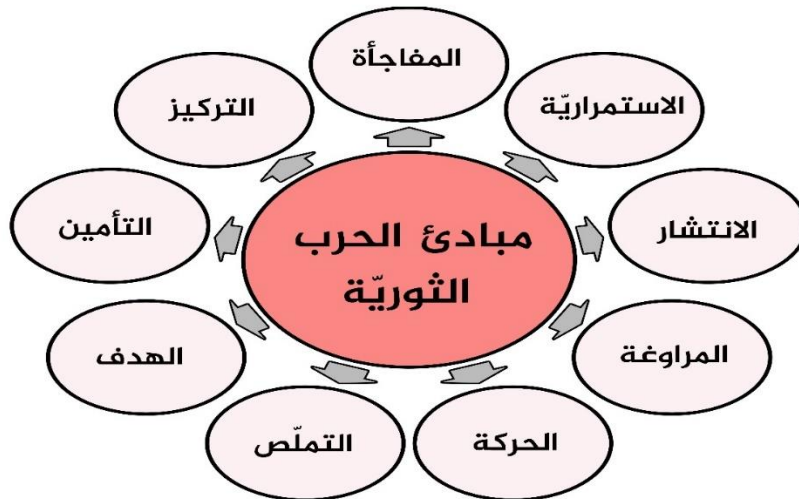 المفاجأة
الاستمراريّة
التركيز
الانتشار
التأمين
مبادئ الحرب
الثوريّة
المراوغة
الهدف
الحركة
التملّص